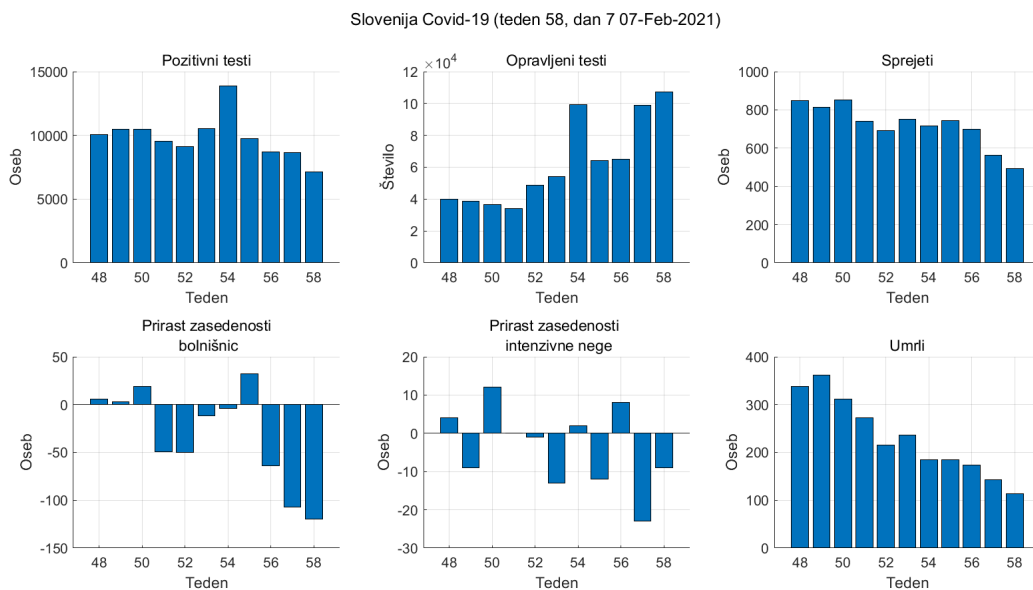 Slovenija Covid-19 (teden 58, dan 7 07-Feb-2021)
Pozitivni testi
15000
10000
5000
0
Oseb
48 50 52 54 56 58
Teden
Opravljeni testi
×10⁴
12
10
8
6
4
2
0
Število
48 50 52 54 56 58
Teden
Sprejeti
1000
800
600
400
200
0
Oseb
48 50 52 54 56 58
Teden
Prirast zasedenosti
bolnišnic
50
0
-50
-100
-150
Oseb
48 50 52 54 56 58
Teden
Prirast zasedenosti
intenzivne nege
20
10
0
-10
-20
-30
Oseb
48 50 52 54 56 58
Teden
Umrli
400
300
200
100
0
Oseb
48 50 52 54 56 58
Teden